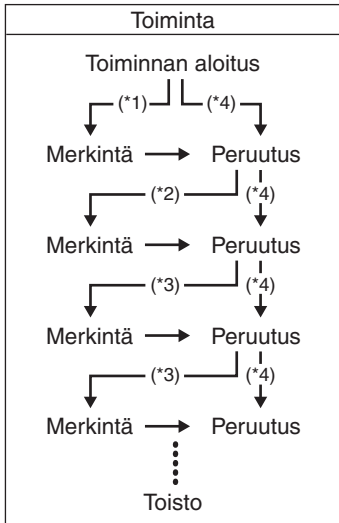 Toiminta
Toiminnan aloitus
(*1) (*4)
Merkintä Peruutus
(*2) (*4)
Merkintä Peruutus
(*3) (*4)
Merkintä Peruutus
(*3) (*4)
Merkintä Peruutus
Toisto